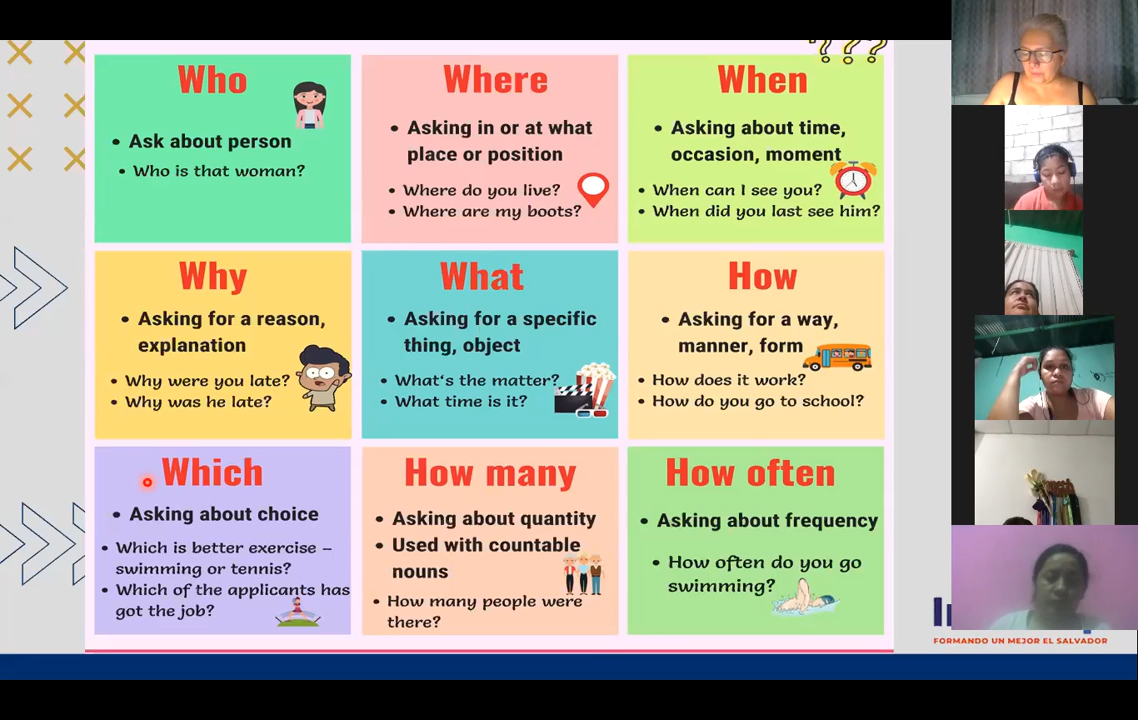 ???
Who
• Ask about person
• Who is that woman?
Where
• Asking in or at what
place or position
• Where do you live?
• Where are my boots?
When
• Asking about time,
occasion, moment
• When can I see you?
• When did you last see him?
Why
• Asking for a reason,
explanation
• Why were you late?
• Why was he late?
What
• Asking for a specific
thing, object
• What's the matter?
• What time is it?
How
• Asking for a way,
manner, form
• How does it work?
• How do you go to school?
Which
• Asking about choice
• Which is better exercise –
swimming or tennis?
• Which of the applicants has
got the job?
How many
• Asking about quantity
• Used with countable
nouns
• How many people were
there?
How often
• Asking about frequency
• How often do you go
swimming?
FORMANDO UN MEJOR EL SALVADOR